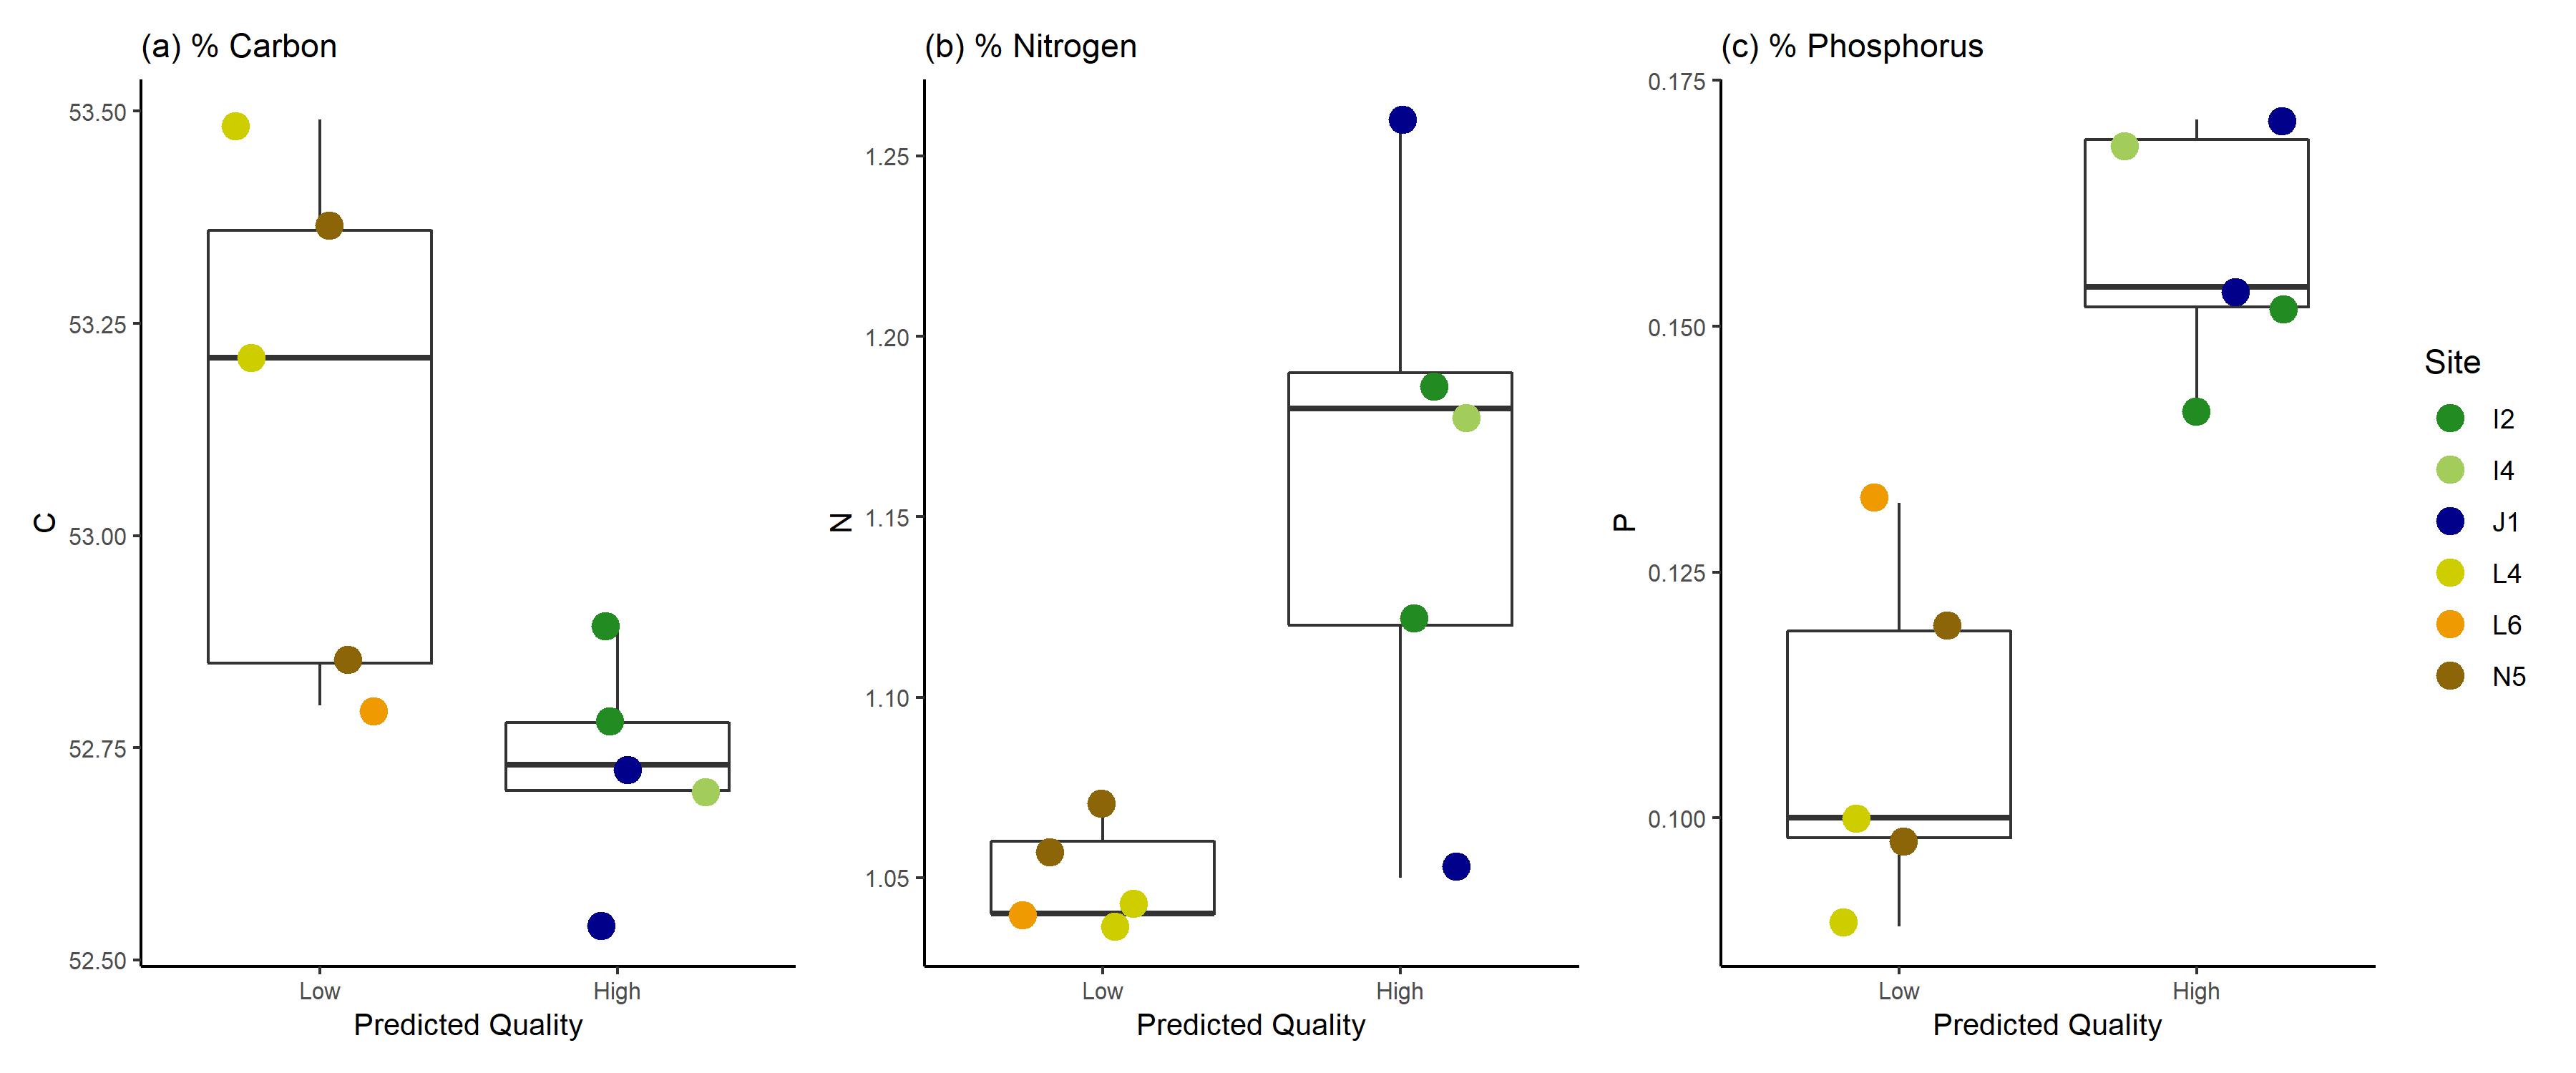 (a) % Carbon
C
53.50
53.25
53.00
52.75
52.50
Low High
Predicted Quality
(b) % Nitrogen
N
1.25
1.20
1.15
1.10
1.05
Low High
Predicted Quality
(c) % Phosphorus
P
0.175
0.150
0.125
0.100
Low High
Predicted Quality
Site
I2
I4
J1
L4
L6
N5